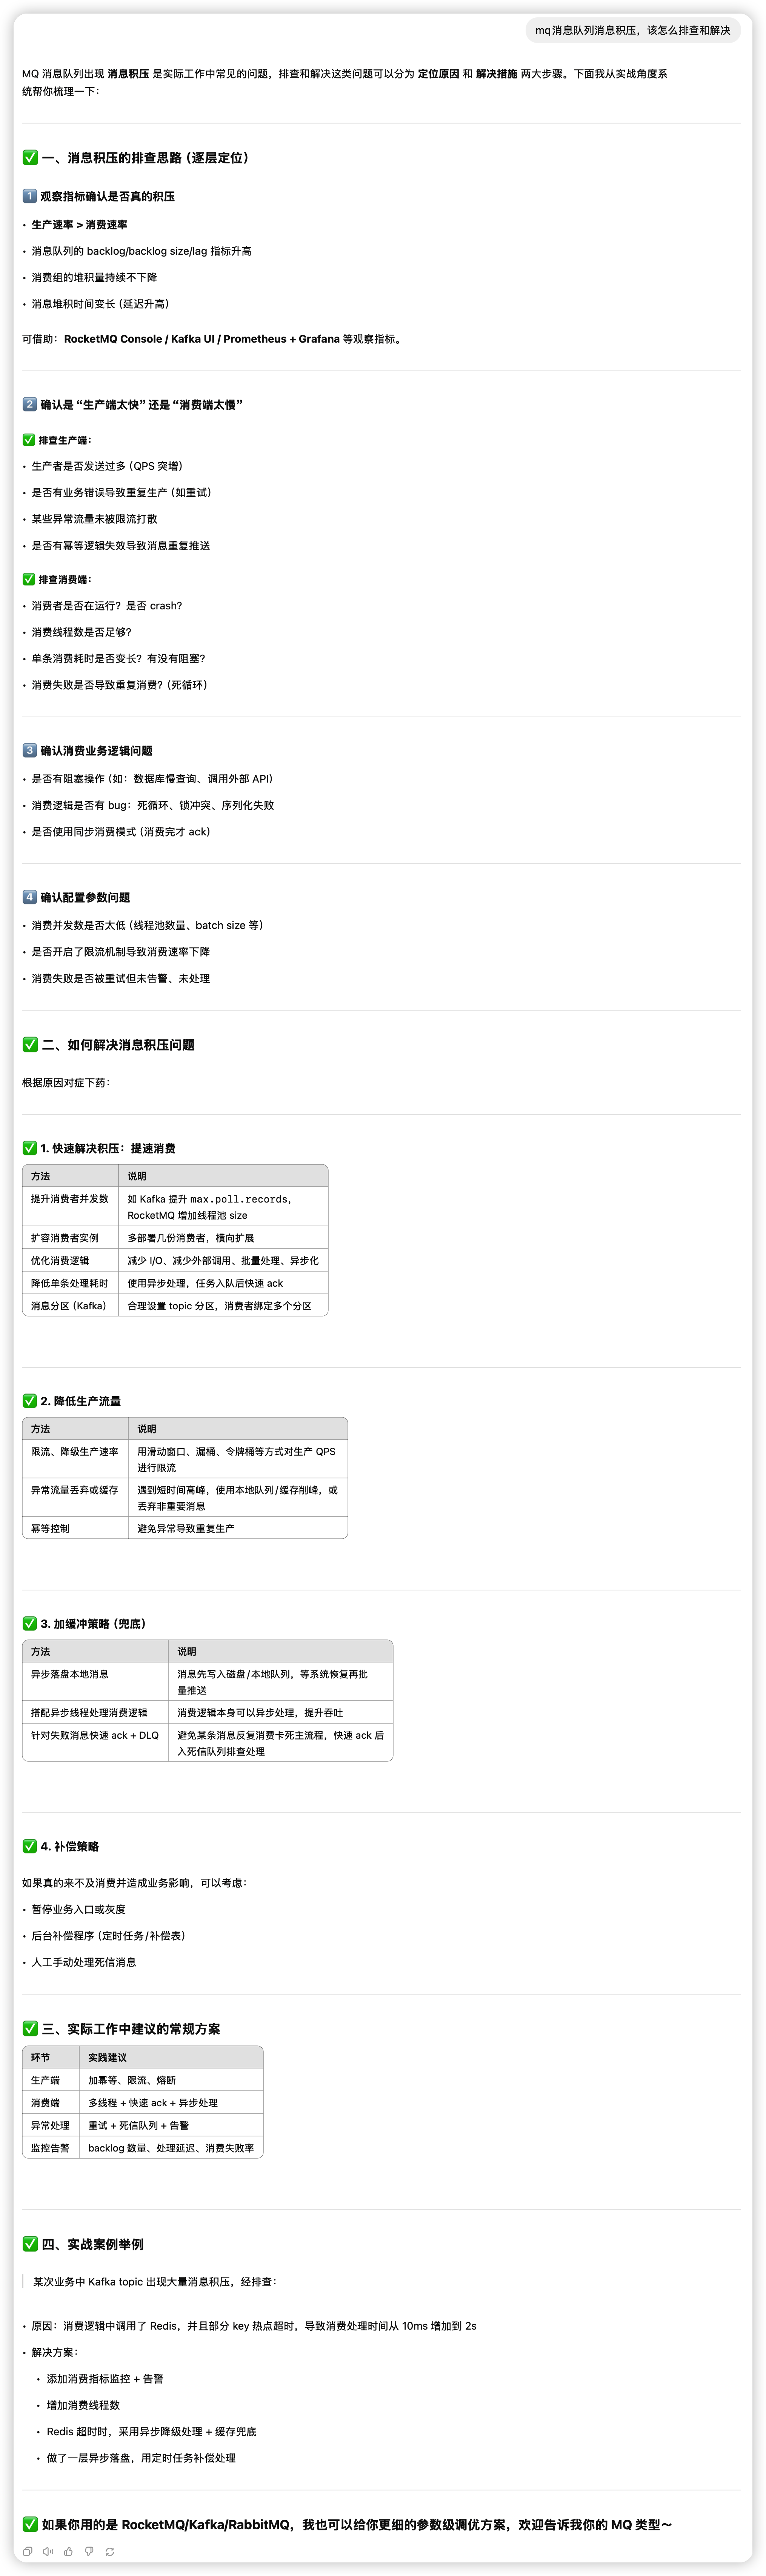 mq消息队列消息积压，该怎么排查和解决
MQ 消息队列出现 消息积压 是实际工作中常见的问题，排查和解决这类问题可以分为 定位原因 和 解决措施 两大步骤。下面我从实战角度系
统帮你梳理一下：
✅ 一、消息积压的排查思路（逐层定位）
1️⃣ 观察指标确认是否真的积压
• 生产速率 > 消费速率
• 消息队列的 backlog/backlog size/lag 指标升高
• 消费组的堆积量持续不下降
• 消息堆积时间变长（延迟升高）
可借助：RocketMQ Console / Kafka UI / Prometheus + Grafana 等观察指标。
2️⃣ 确认是 “生产端太快” 还是 “消费端太慢”
✅ 排查生产端：
• 生产者是否发送过多（QPS 突增）
• 是否有业务错误导致重复生产（如重试）
• 某些异常流量未被限流打散
• 是否有幂等逻辑失效导致消息重复推送
✅ 排查消费端：
• 消费者是否在运行？是否 crash？
• 消费线程数是否足够？
• 单条消费耗时是否变长？有没有阻塞？
• 消费失败是否导致重复消费？（死循环）
3️⃣ 确认消费业务逻辑问题
• 是否有阻塞操作（如：数据库慢查询、调用外部 API）
• 消费逻辑是否有 bug：死循环、锁冲突、序列化失败
• 是否使用同步消费模式（消费完才 ack）
4️⃣ 确认配置参数问题
• 消费并发数是否太低（线程池数量、batch size 等）
• 是否开启了限流机制导致消费速率下降
• 消费失败是否被重试但未告警、未处理
✅ 二、如何解决消息积压问题
根据原因对症下药：
✅ 1. 快速解决积压：提速消费
方法 说明
提升消费者并发数 如 Kafka 提升 max.poll.records，
RocketMQ 增加线程池 size
扩容消费者实例 多部署几份消费者，横向扩展
优化消费逻辑 减少 I/O、减少外部调用、批量处理、异步化
降低单条处理耗时 使用异步处理，任务入队后快速 ack
消息分区（Kafka） 合理设置 topic 分区，消费者绑定多个分区
✅ 2. 降低生产流量
方法 说明
限流、降级生产速率 用滑动窗口、漏桶、令牌桶等方式对生产 QPS
进行限流
异常流量丢弃或缓存 遇到短时间高峰，使用本地队列/缓存削峰，或
丢弃非重要消息
幂等控制 避免异常导致重复生产
✅ 3. 加缓冲策略（兜底）
方法 说明
异步落盘本地消息 消息先写入磁盘/本地队列，等系统恢复再批
量推送
搭配异步线程处理消费逻辑 消费逻辑本身可以异步处理，提升吞吐
针对失败消息快速 ack + DLQ 避免某条消息反复消费卡死主流程，快速 ack 后
入死信队列排查处理
✅ 4. 补偿策略
如果真的来不及消费并造成业务影响，可以考虑：
• 暂停业务入口或灰度
• 后台补偿程序（定时任务/补偿表）
• 人工手动处理死信消息
✅ 三、实际工作中建议的常规方案
环节 实践建议
生产端 加幂等、限流、熔断
消费端 多线程 + 快速 ack + 异步处理
异常处理 重试 + 死信队列 + 告警
监控告警 backlog 数量、处理延迟、消费失败率
✅ 四、实战案例举例
某次业务中 Kafka topic 出现大量消息积压，经排查：
• 原因：消费逻辑中调用了 Redis，并且部分 key 热点超时，导致消费处理时间从 10ms 增加到 2s
• 解决方案：
• 添加消费指标监控 + 告警
• 增加消费线程数
• Redis 超时时，采用异步降级处理 + 缓存兜底
• 做了一层异步落盘，用定时任务补偿处理
✅ 如果你用的是 RocketMQ/Kafka/RabbitMQ，我也可以给你更细的参数级调优方案，欢迎告诉我你的 MQ 类型～